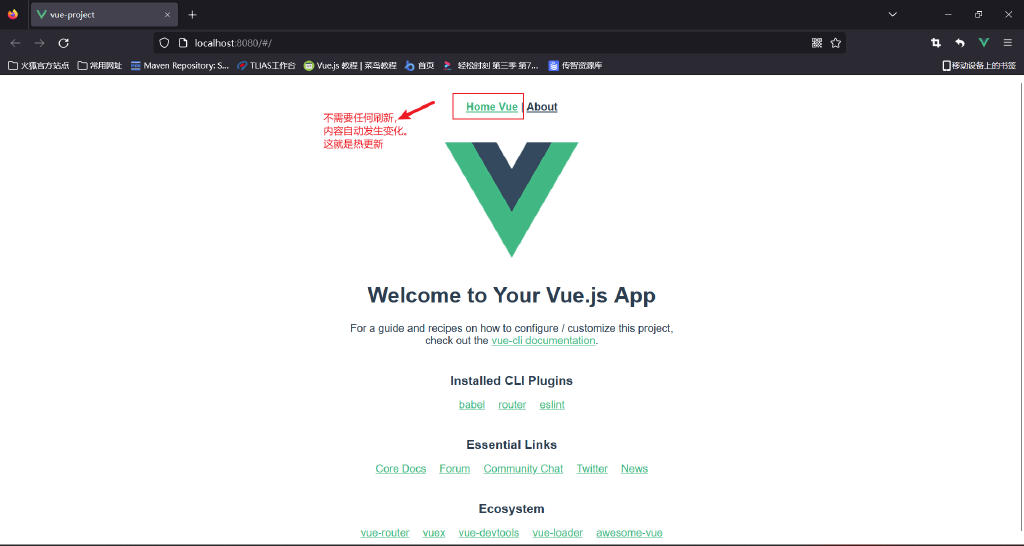 vue-project
localhost:8080/#/
火狐官方站点 常用网址 Maven Repository: S... TLIAS工作台 Vue.js 教程 | 菜鸟教程 首页 轻松时刻 第三季 第7... 传智资源库 移动设备上的书签
Home Vue | About
不需要任何刷新,
内容自动发生变化。
这就是热更新
Welcome to Your Vue.js App
For a guide and recipes on how to configure / customize this project,
check out the vue-cli documentation.
Installed CLI Plugins
babel router eslint
Essential Links
Core Docs Forum Community Chat Twitter News
Ecosystem
vue-router vuex vue-devtools vue-loader awesome-vue